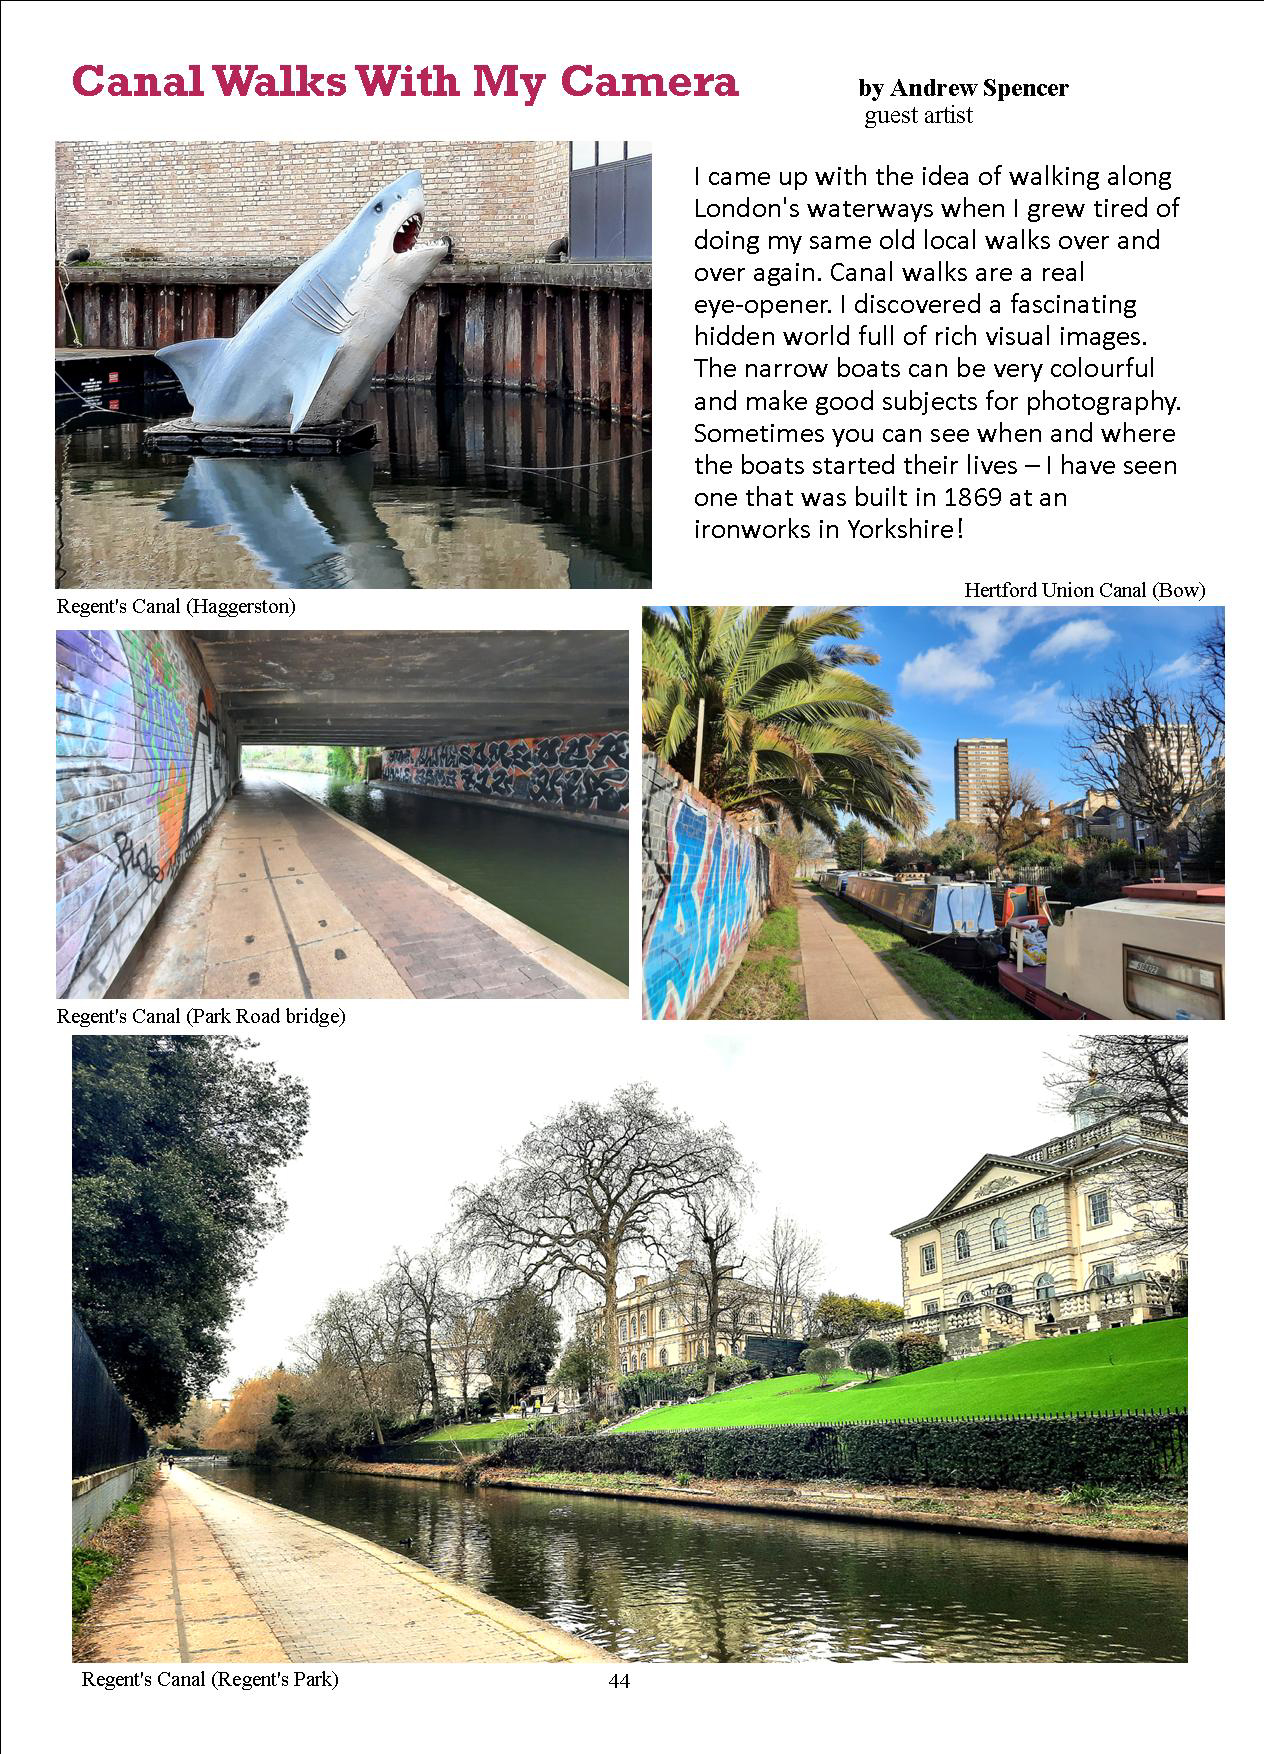 Canal Walks With My Camera
by Andrew Spencer
guest artist
I came up with the idea of walking along
London's waterways when I grew tired of
doing my same old local walks over and
over again. Canal walks are a real
eye-opener. I discovered a fascinating
hidden world full of rich visual images.
The narrow boats can be very colourful
and make good subjects for photography.
Sometimes you can see when and where
the boats started their lives – I have seen
one that was built in 1869 at an
ironworks in Yorkshire!
Regent's Canal (Haggerston)
Hertford Union Canal (Bow)
Regent's Canal (Park Road bridge)
Regent's Canal (Regent's Park)
44